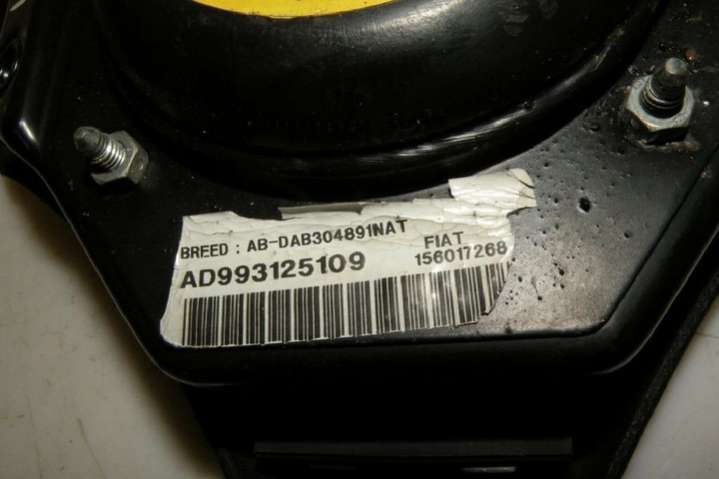 BREED : AB-DAB304891NAT
FIAT
AD993125109
156017268